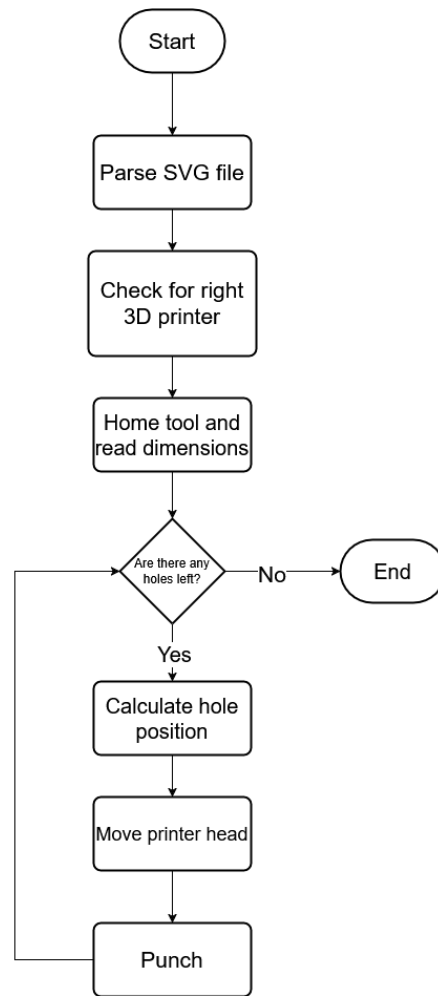 Start
Parse SVG file
Check for right
3D printer
Home tool and
read dimensions
Are there any
holes left?
No
End
Yes
Calculate hole
position
Move printer head
Punch